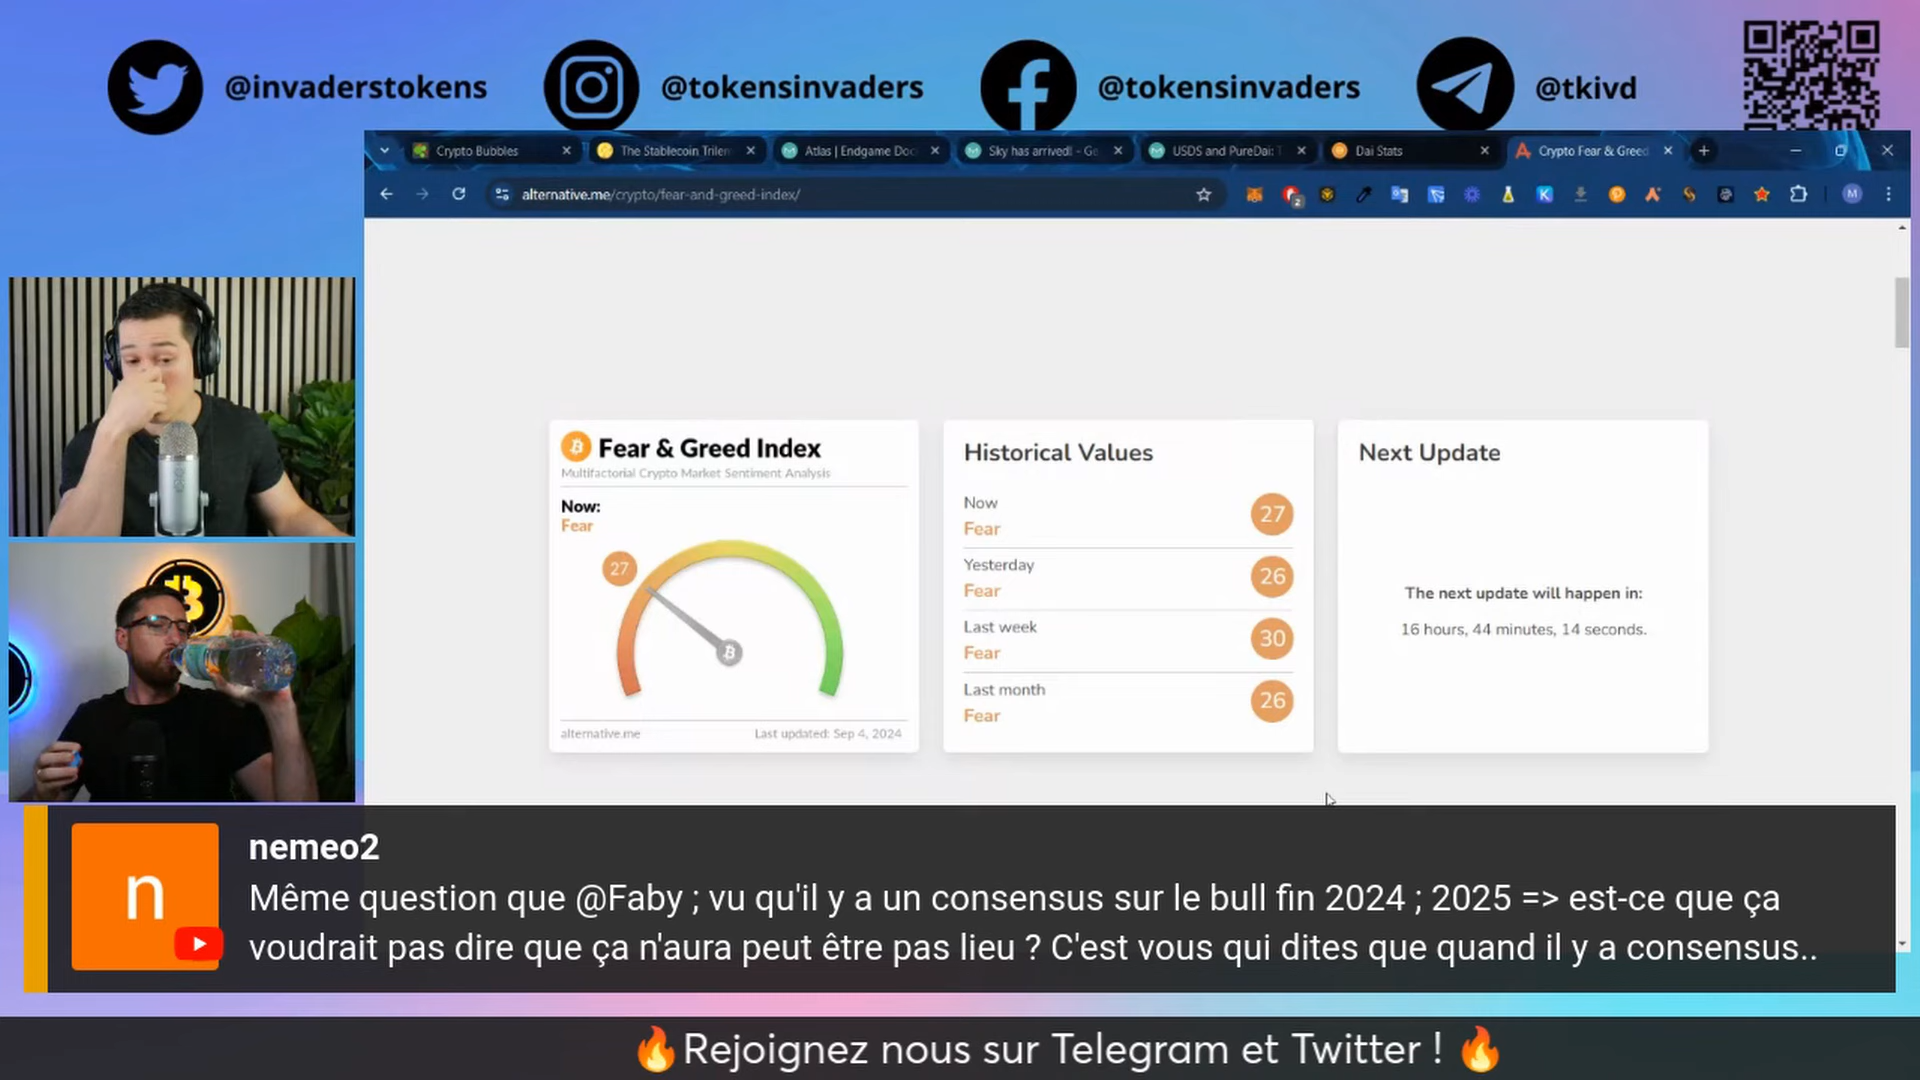 @invaderstokens
@tokensinvaders
@tokensinvaders
@tkivd
Crypto Bubbles
The Stablecoin Trilen
Atlas | Endgame Doc
Sky has arrived! - Ge
USDS and PureDai: T
Dai Stats
Crypto Fear & Greed
alternative.me/crypto/fear-and-greed-index/
2
M
Fear & Greed Index
Multifactorial Crypto Market Sentiment Analysis
Now:
Fear
27
alternative.me
Last updated: Sep 4, 2024
Historical Values
Now
Fear
27
Yesterday
Fear
26
Last week
Fear
30
Last month
Fear
26
Next Update
The next update will happen in:
16 hours, 44 minutes, 14 seconds.
n
nemeo2
Même question que @Faby ; vu qu'il y a un consensus sur le bull fin 2024 ; 2025 => est-ce que ça
voudrait pas dire que ça n'aura peut être pas lieu ? C'est vous qui dites que quand il y a consensus..
🔥Rejoignez nous sur Telegram et Twitter ! 🔥